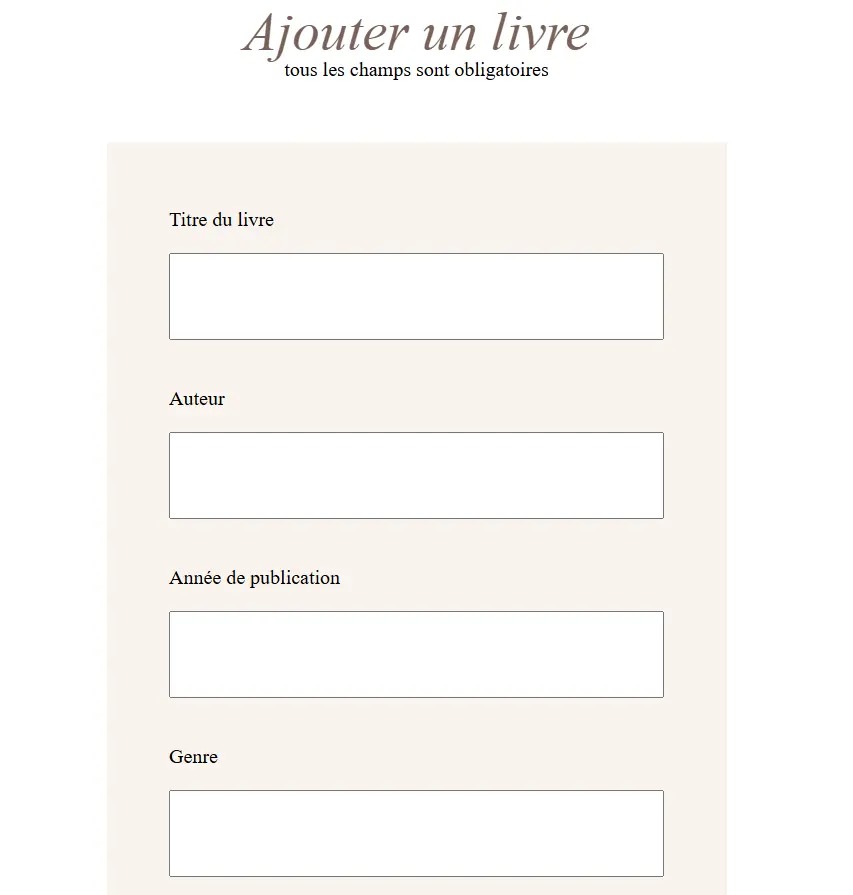 Ajouter un livre
tous les champs sont obligatoires
Titre du livre
Auteur
Année de publication
Genre